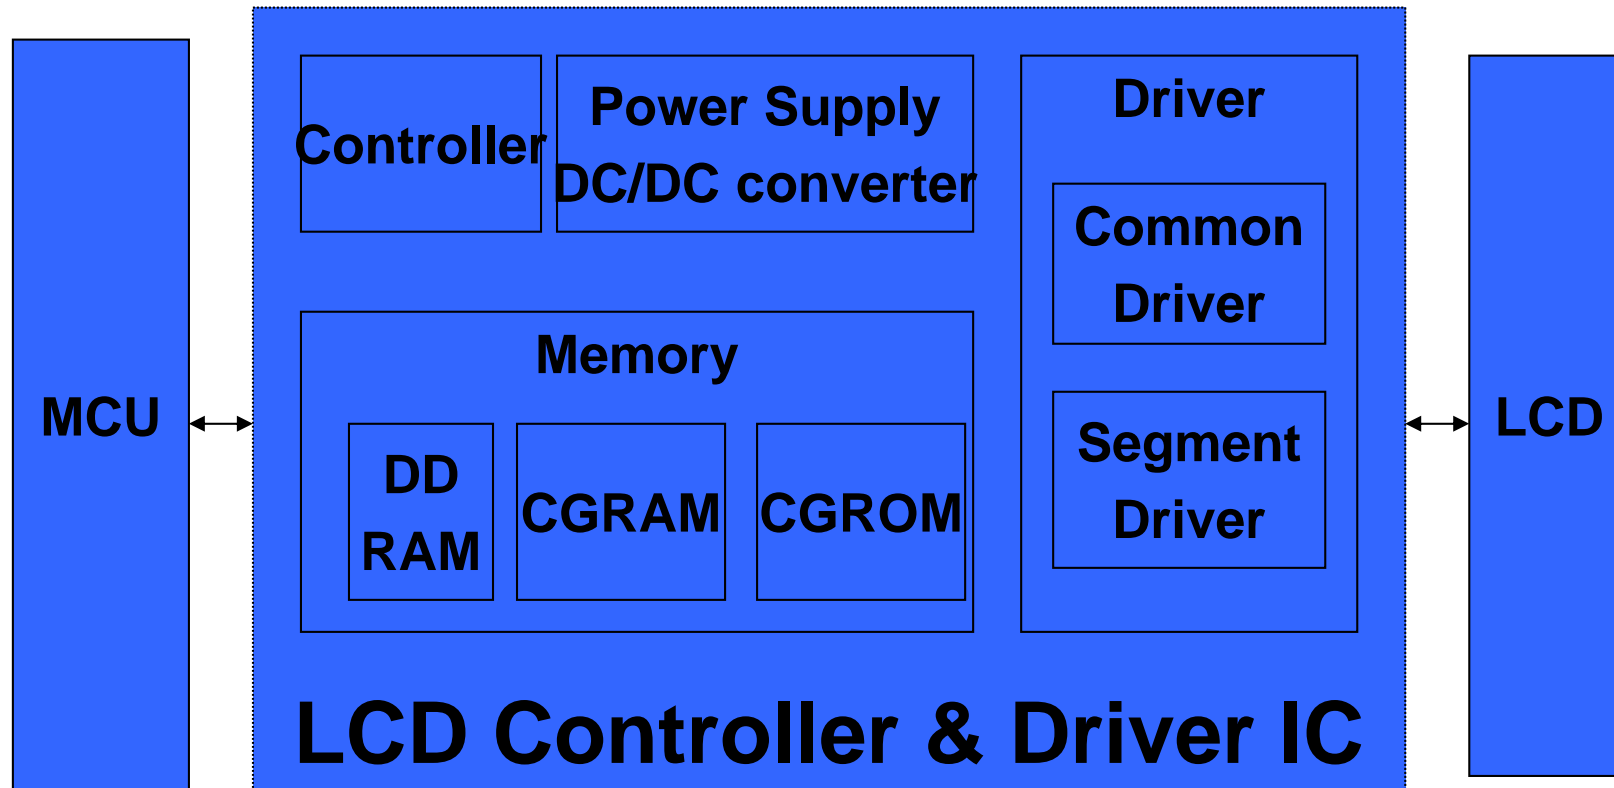 MCU
Controller
Power Supply
DC/DC converter
Memory
DD
RAM
CGRAM
CGROM
Driver
Common
Driver
Segment
Driver
LCD
LCD Controller & Driver IC